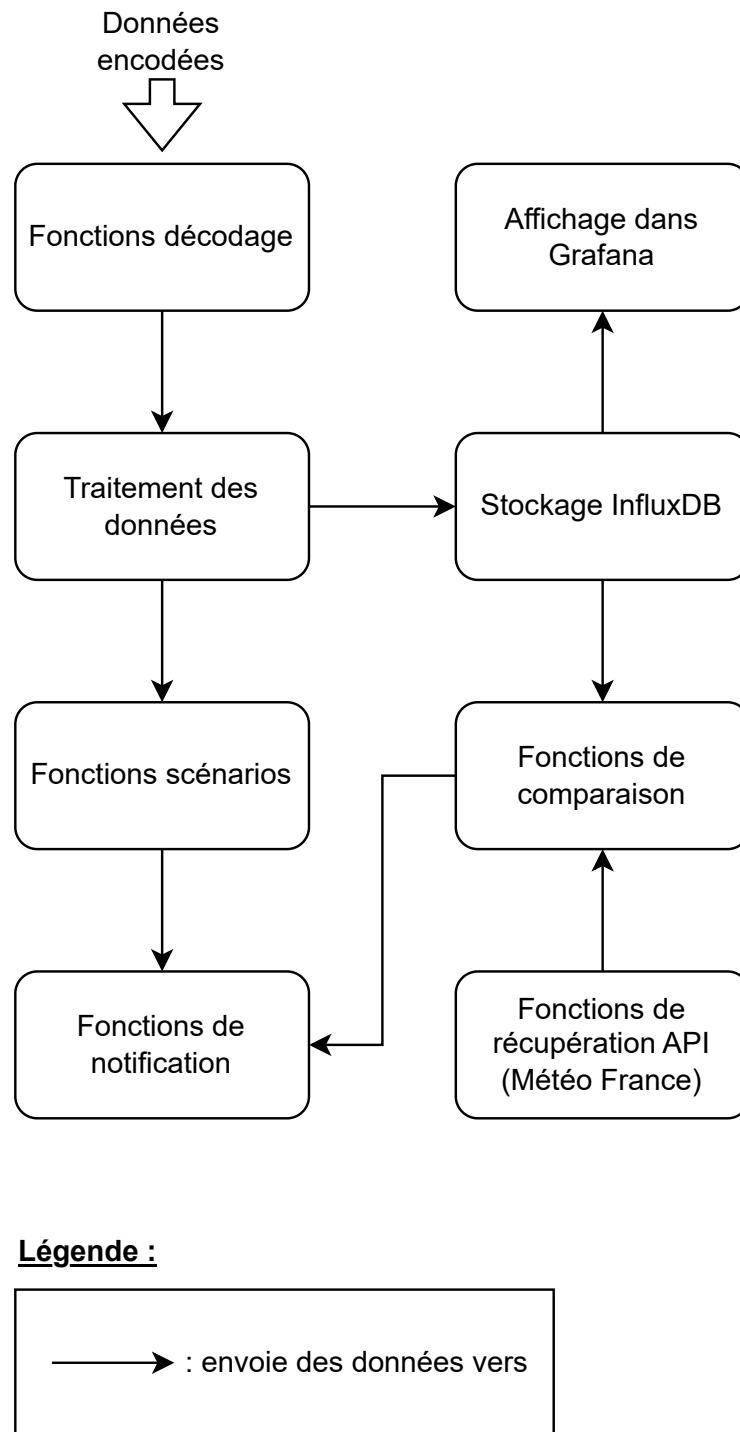 Données
encodées
Fonctions décodage
Affichage dans
Grafana
Traitement des
données
Stockage InfluxDB
Fonctions scénarios
Fonctions de
comparaison
Fonctions de
notification
Fonctions de
récupération API
(Météo France)
Légende :
: envoie des données vers